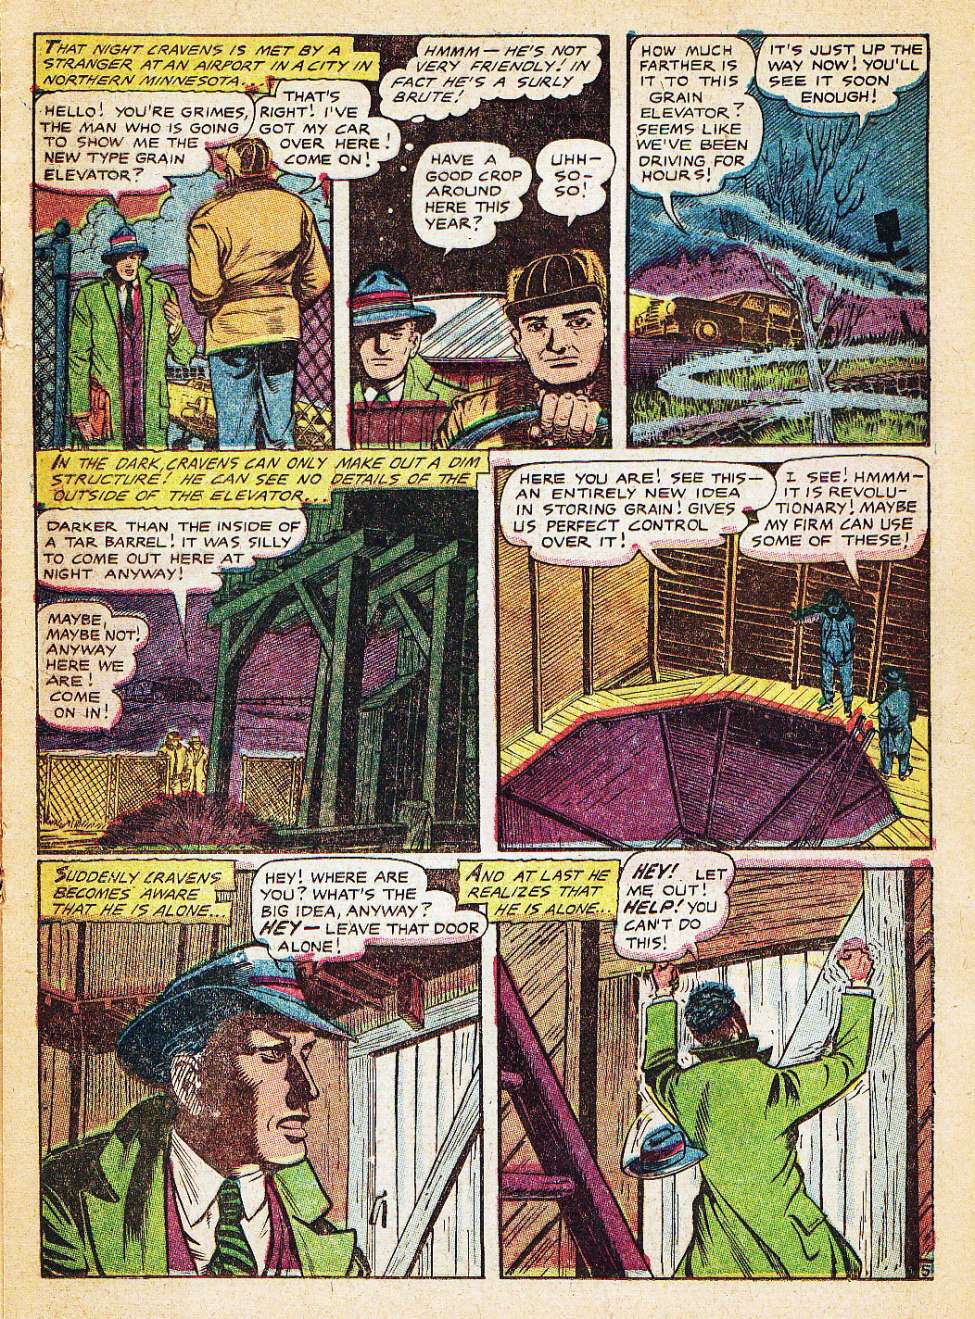 THAT NIGHT CRAVENS IS MET BY A
STRANGER AT AN AIRPORT IN A CITY IN
NORTHERN MINNESOTA...
HELLO! YOU'RE GRIMES,
THE MAN WHO IS GOING
TO SHOW ME THE
NEW TYPE GRAIN
ELEVATOR?
THAT'S
RIGHT! I'VE
GOT MY CAR
OVER HERE!
COME ON!
HMMM — HE'S NOT
VERY FRIENDLY! IN
FACT HE'S A SURLY
BRUTE!
HAVE A
GOOD CROP
AROUND
HERE THIS
YEAR?
UHH—
SO-
SO!
HOW MUCH
FARTHER IS
IT TO THIS
GRAIN
ELEVATOR?
SEEMS LIKE
WE'VE BEEN
DRIVING FOR
HOURS!
IT'S JUST UP THE
WAY NOW! YOU'LL
SEE IT SOON
ENOUGH!
IN THE DARK, CRAVENS CAN ONLY MAKE OUT A DIM
STRUCTURE! HE CAN SEE NO DETAILS OF THE
OUTSIDE OF THE ELEVATOR...
DARKER THAN THE INSIDE OF
A TAR BARREL! IT WAS SILLY
TO COME OUT HERE AT
NIGHT ANYWAY!
MAYBE,
MAYBE NOT!
ANYWAY
HERE WE
ARE!
COME
ON IN!
HERE YOU ARE! SEE THIS—
AN ENTIRELY NEW IDEA
IN STORING GRAIN! GIVES
US PERFECT CONTROL
OVER IT!
I SEE! HMMM—
IT IS REVOLU-
TIONARY! MAYBE
MY FIRM CAN USE
SOME OF THESE!
SUDDENLY CRAVENS
BECOMES AWARE
THAT HE IS ALONE...
HEY! WHERE ARE
YOU? WHAT'S THE
BIG IDEA, ANYWAY?
HEY— LEAVE THAT DOOR
ALONE!
AND AT LAST HE
REALIZES THAT
HE IS ALONE...
HEY! LET
ME OUT!
HELP! YOU
CAN'T DO
THIS!
5